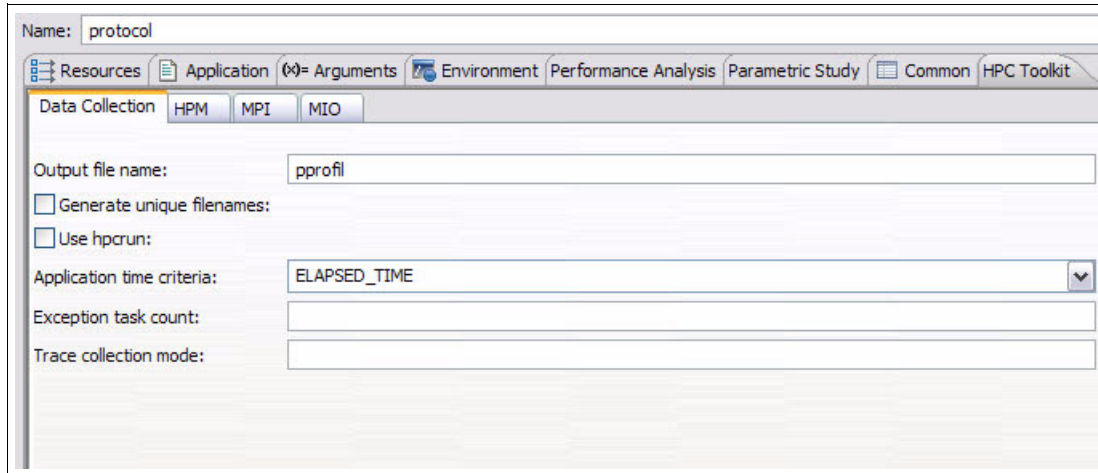 Name: protocol
Resources Application (x)= Arguments Environment Performance Analysis Parametric Study Common HPC Toolkit
Data Collection HPM MPI MIO
Output file name: pprofil
Generate unique filenames:
Use hpcrun:
Application time criteria: ELAPSED_TIME
Exception task count:
Trace collection mode: